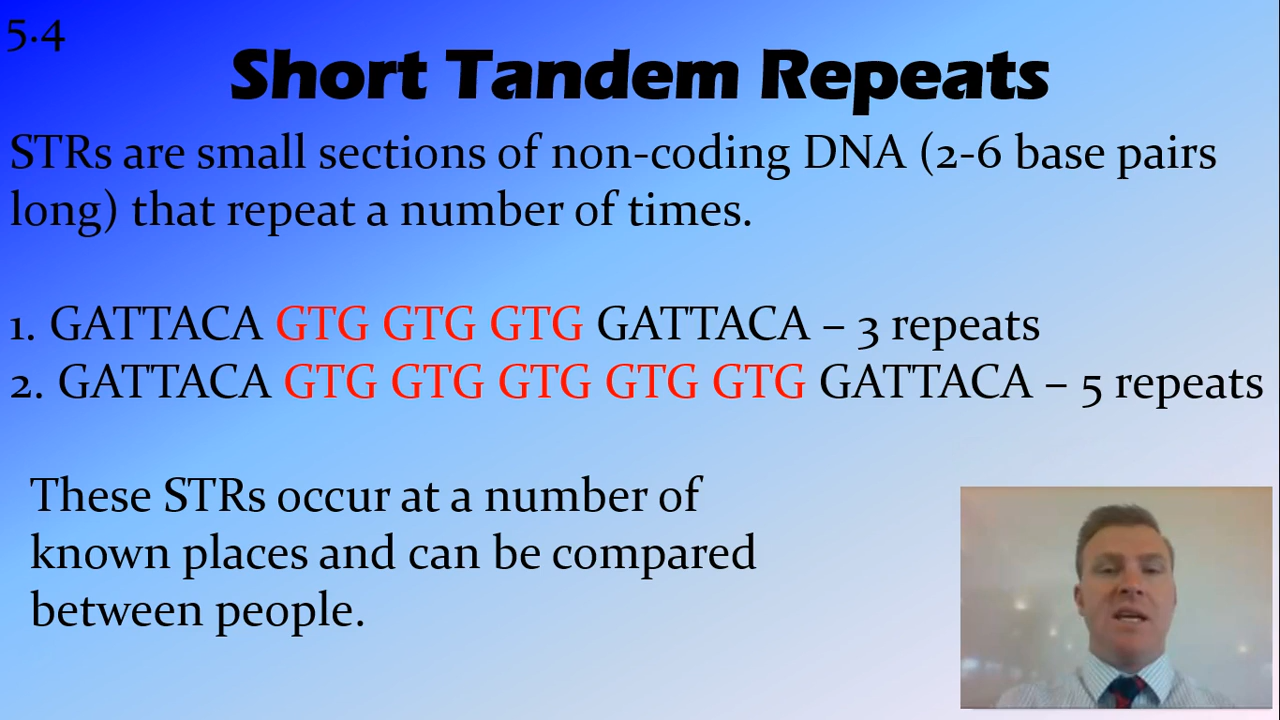 5.4
Short Tandem Repeats
STRs are small sections of non-coding DNA (2-6 base pairs
long) that repeat a number of times.
1. GATTACA GTG GTG GTG GATTACA – 3 repeats
2. GATTACA GTG GTG GTG GTG GTG GATTACA – 5 repeats
These STRs occur at a number of
known places and can be compared
between people.